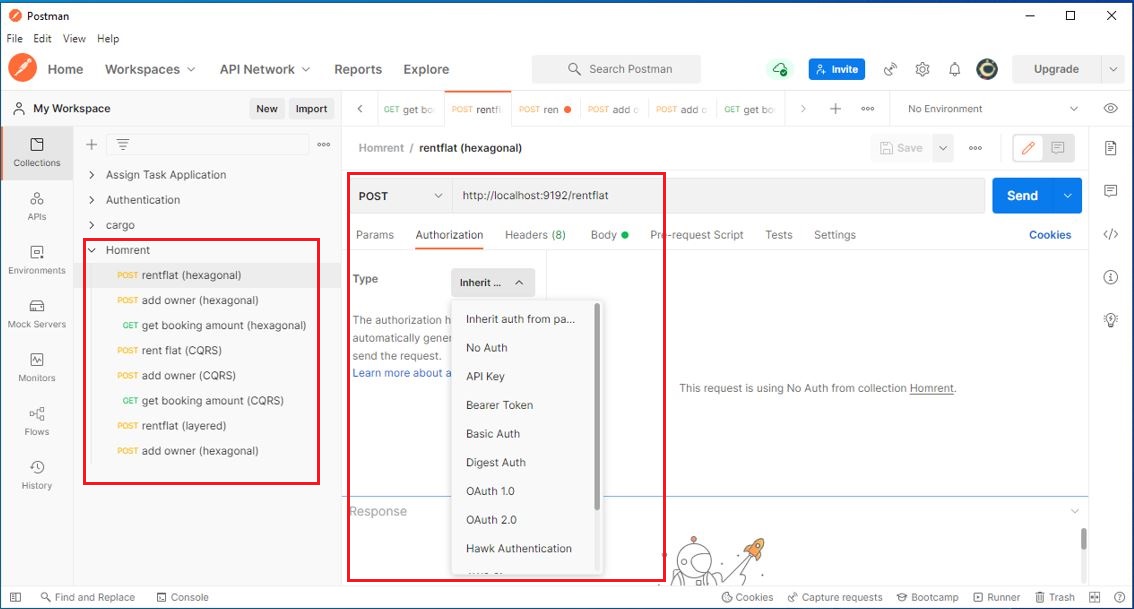 Postman
File Edit View Help
Home Workspaces API Network Reports Explore Search Postman Invite Upgrade
My Workspace New Import GET get bo POST rentfl POST ren POST add o POST add o GET get bo No Environment
Collections
APIs
Environments
Mock Servers
Monitors
Flows
History
Assign Task Application
Authentication
cargo
Homrent
POST rentflat (hexagonal)
POST add owner (hexagonal)
GET get booking amount (hexagonal)
POST rent flat (CQRS)
POST add owner (CQRS)
GET get booking amount (CQRS)
POST rentflat (layered)
POST add owner (hexagonal)
Homrent / rentflat (hexagonal) Save
POST http://localhost:9192/rentflat Send
Params Authorization Headers (8) Body Pre-request Script Tests Settings Cookies
Type Inherit ...
The authorization h
automatically gener
send the request.
Learn more about a
Inherit auth from pa...
No Auth
API Key
Bearer Token
Basic Auth
Digest Auth
OAuth 1.0
OAuth 2.0
Hawk Authentication
This request is using No Auth from collection Homrent.
Response
Find and Replace Console Cookies Capture requests Bootcamp Runner Trash